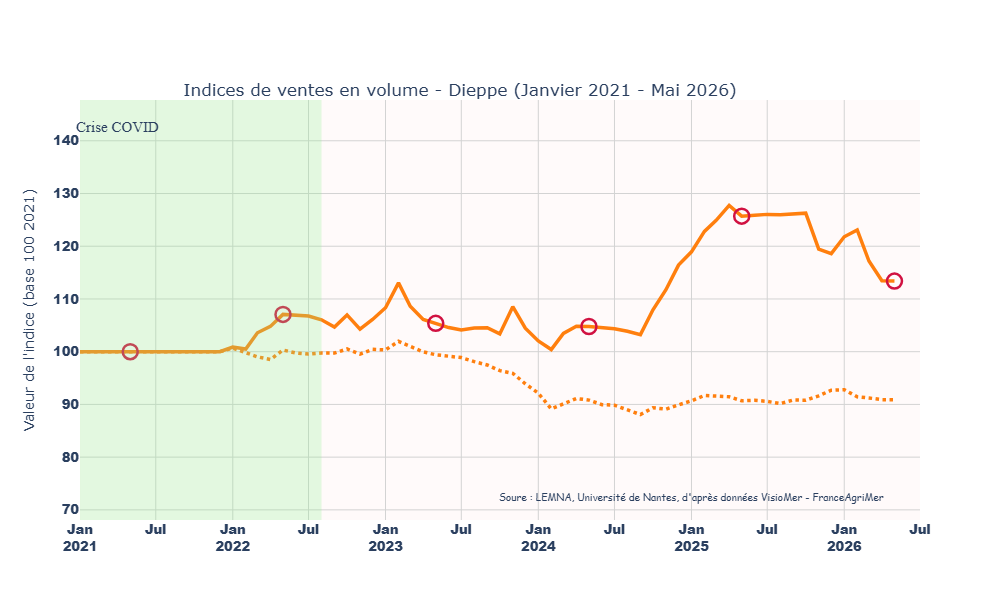 Indices de ventes en volume - Dieppe (Janvier 2021 - Mai 2026)
Crise COVID
Valeur de l'indice (base 100 2021)
140
130
120
110
100
90
80
70
Soure : LEMNA, Université de Nantes, d'après données VisioMer - FranceAgriMer
Jan Jul Jan Jul Jan Jul Jan Jul Jan Jul Jan Jul
2021 2022 2023 2024 2025 2026